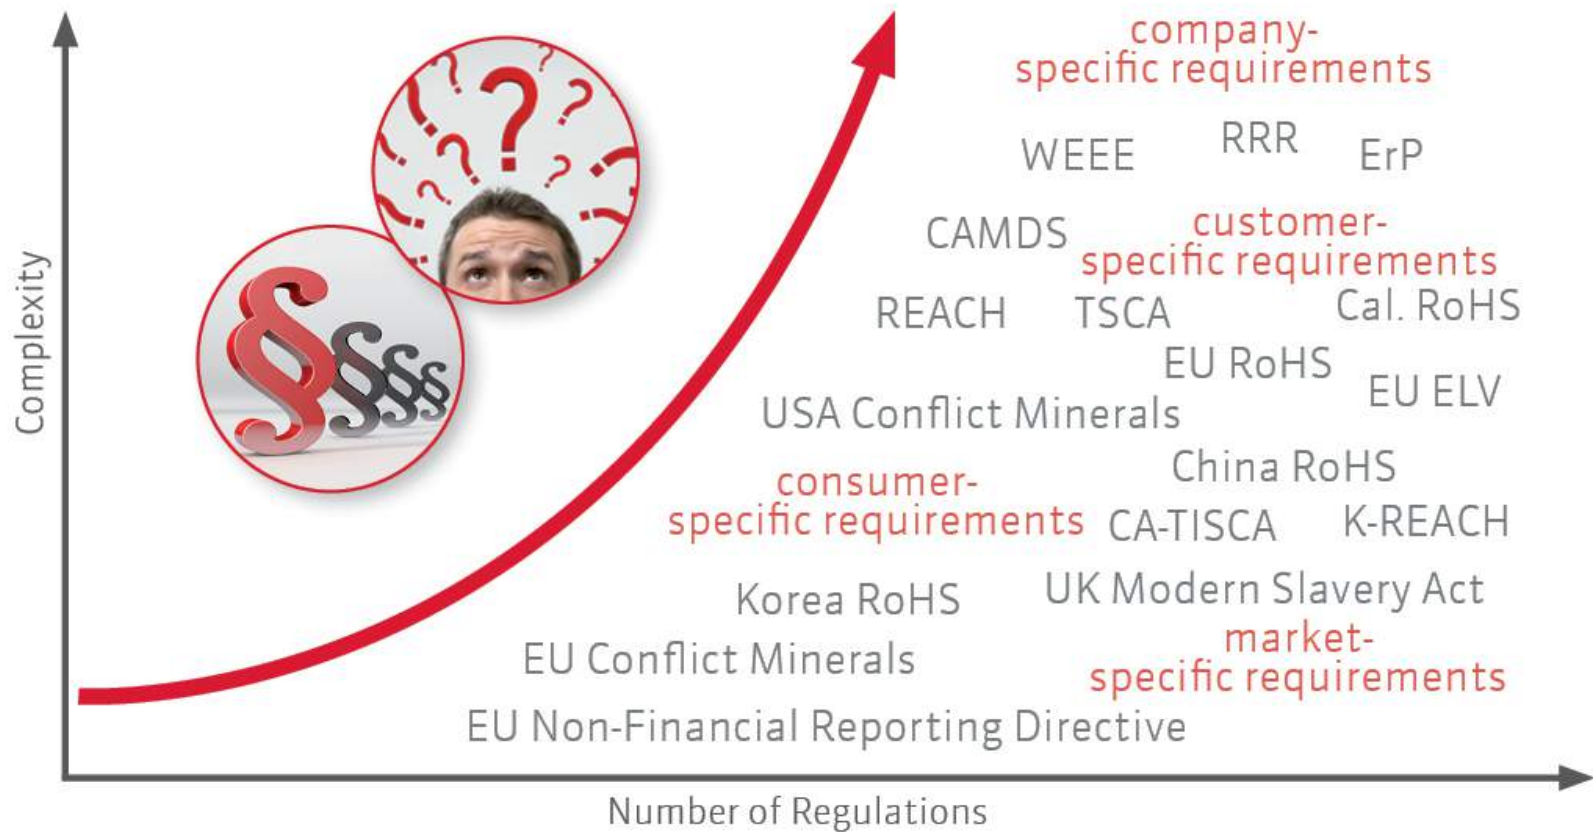 company-
specific requirements
WEEE
RRR
ErP
CAMDS
customer-
specific requirements
REACH
TSCA
Cal. RoHS
EU RoHS
EU ELV
USA Conflict Minerals
China RoHS
consumer-
specific requirements
CA-TISCA
K-REACH
Korea RoHS
UK Modern Slavery Act
EU Conflict Minerals
market-
specific requirements
EU Non-Financial Reporting Directive
Complexity
Number of Regulations